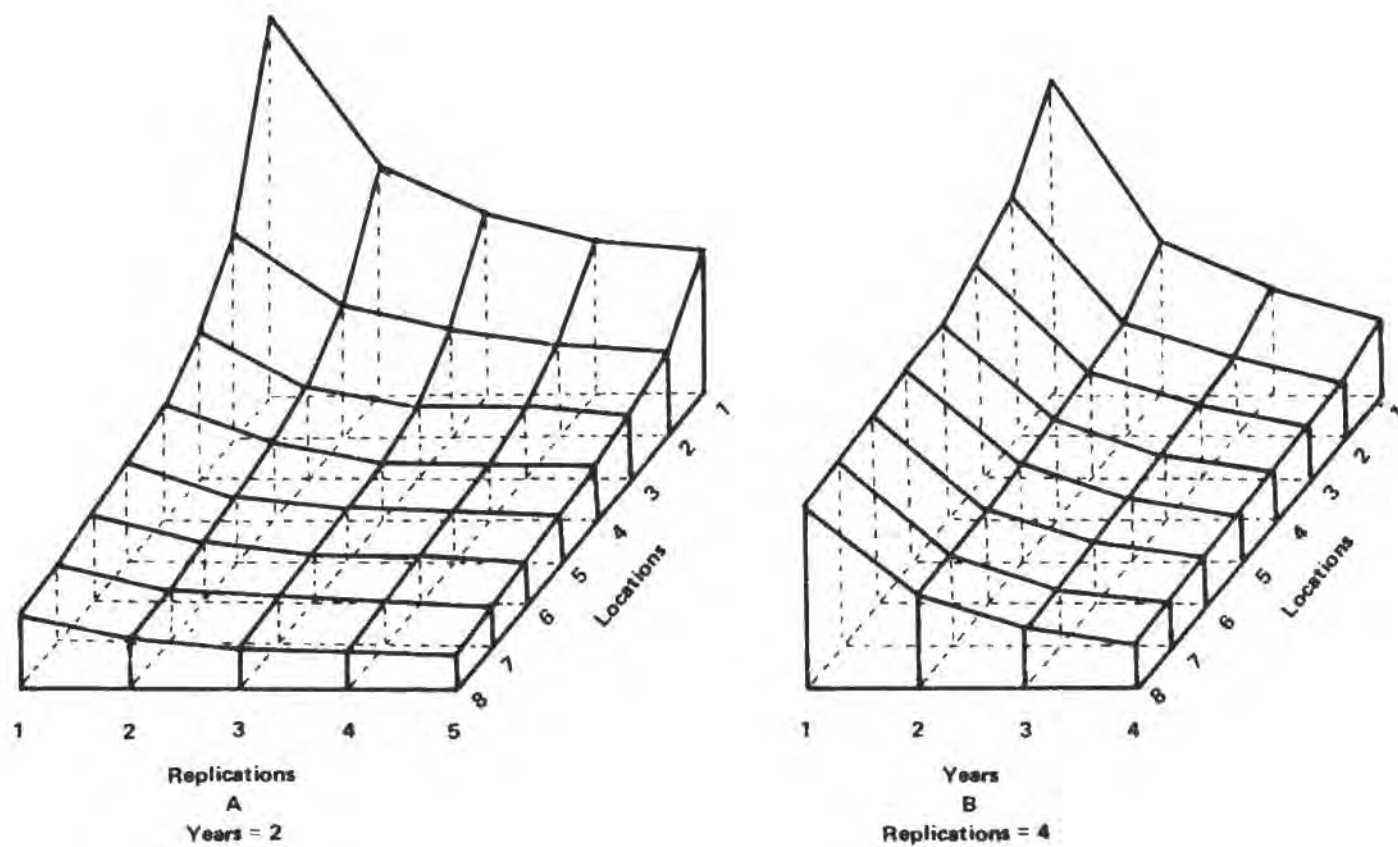 1
2
3
4
5
6
7
8
Locations
1 2 3 4 5
Replications
A
Years = 2
1
2
3
4
5
6
7
8
Locations
1 2 3 4
Years
B
Replications = 4